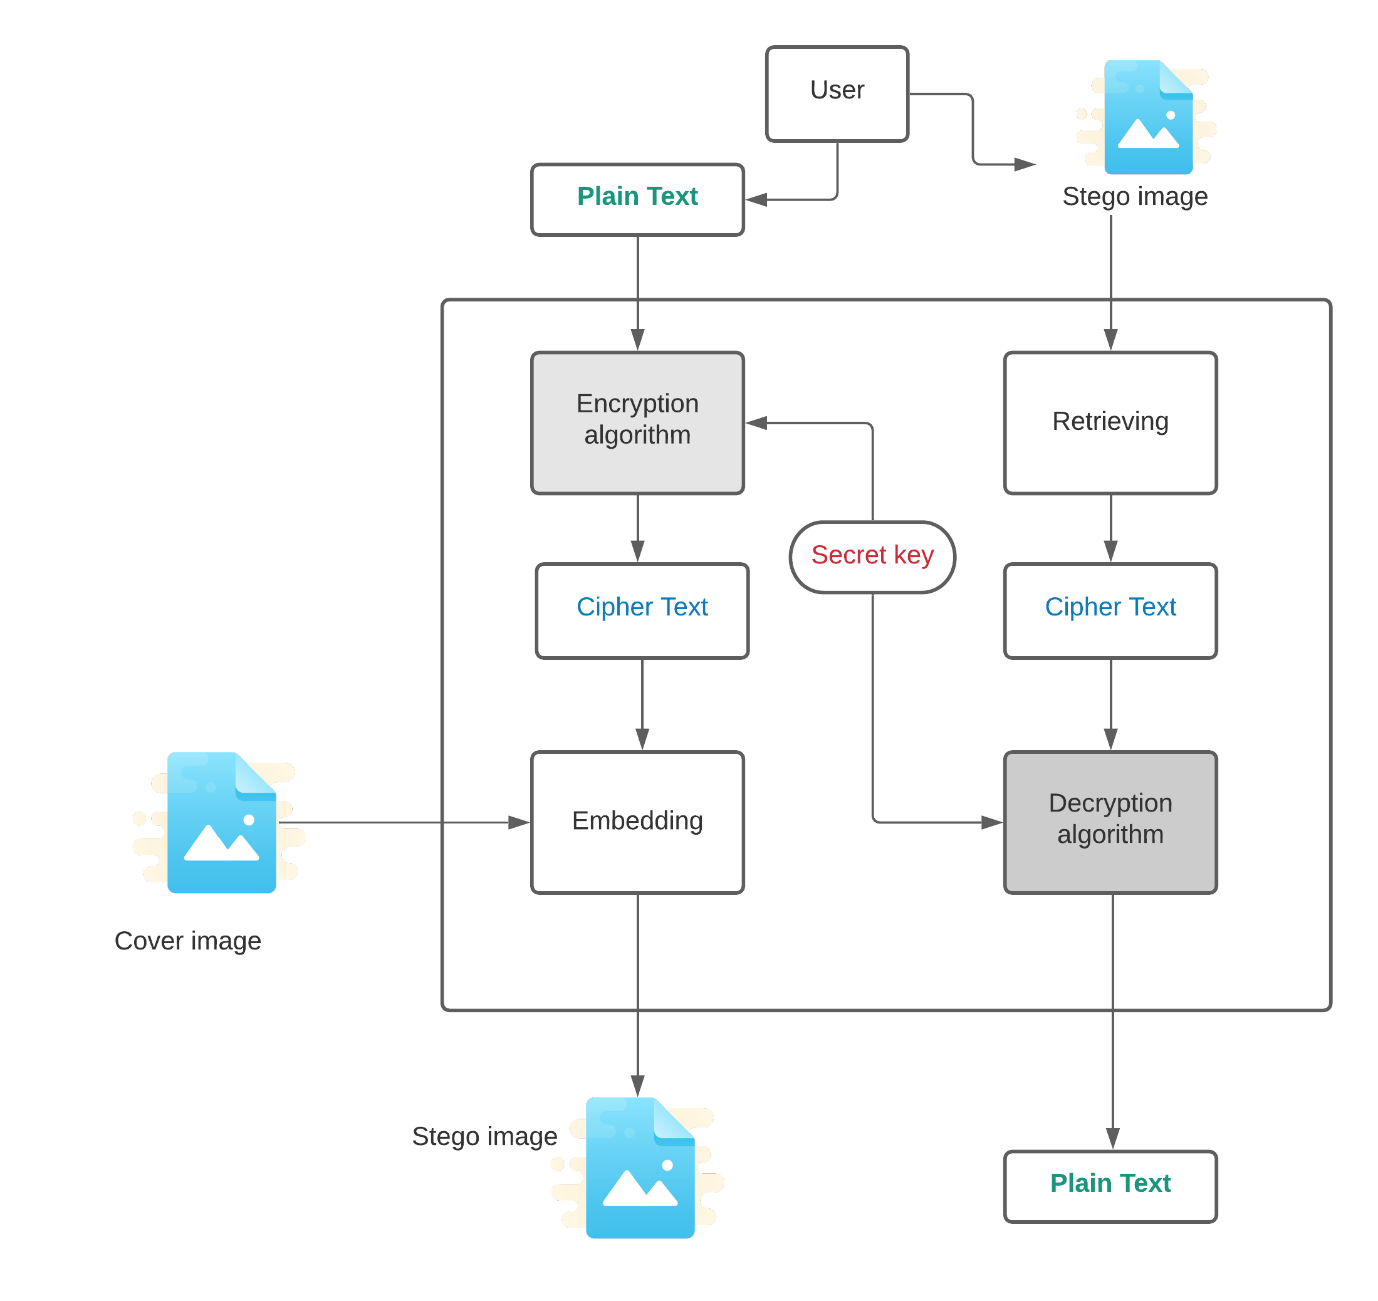 User
Plain Text
Stego image
Encryption
algorithm
Retrieving
Secret key
Cipher Text
Cipher Text
Embedding
Decryption
algorithm
Cover image
Stego image
Plain Text